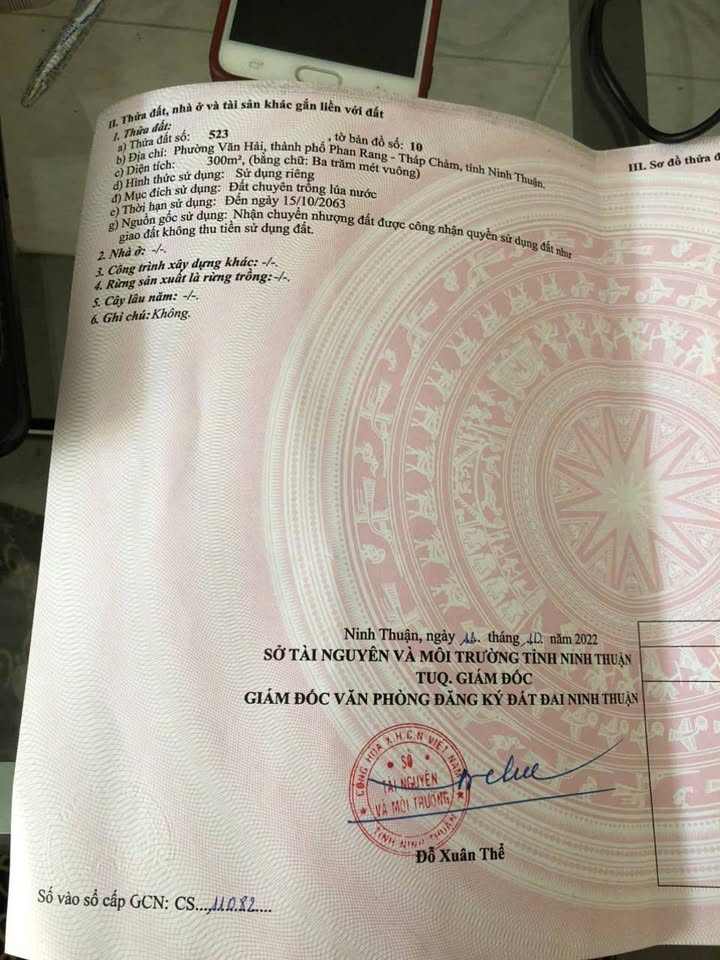 II. Thửa đất, nhà ở và tài sản khác gắn liền với đất
1. Thửa đất:
a) Thửa đất số: 523 , tờ bản đồ số: 10
b) Địa chỉ: Phường Văn Hải, thành phố Phan Rang - Tháp Chàm, tỉnh Ninh Thuận.
c) Diện tích: 300m², (bằng chữ: Ba trăm mét vuông)
d) Hình thức sử dụng: Sử dụng riêng
đ) Mục đích sử dụng: Đất chuyên trồng lúa nước
e) Thời hạn sử dụng: Đến ngày 15/10/2063
g) Nguồn gốc sử dụng: Nhận chuyển nhượng đất được công nhận quyền sử dụng đất như
giao đất không thu tiền sử dụng đất.
2. Nhà ở: -/-.
3. Công trình xây dựng khác: -/-.
4. Rừng sản xuất là rừng trồng: -/-.
5. Cây lâu năm: -/-.
6. Ghi chú: Không.
III. Sơ đồ thửa đ
Ninh Thuận, ngày tháng 10 năm 2022
SỞ TÀI NGUYÊN VÀ MÔI TRƯỜNG TỈNH NINH THUẬN
TUQ. GIÁM ĐỐC
GIÁM ĐỐC VĂN PHÒNG ĐĂNG KÝ ĐẤT ĐAI NINH THUẬN
CỘNG HÒA X.H.C.N VIỆT NAM
SỞ
TÀI NGUYÊN
VÀ MÔI TRƯỜNG
TỈNH NINH THUẬN
Đỗ Xuân Thể
Số vào sổ cấp GCN: CS...,11082....